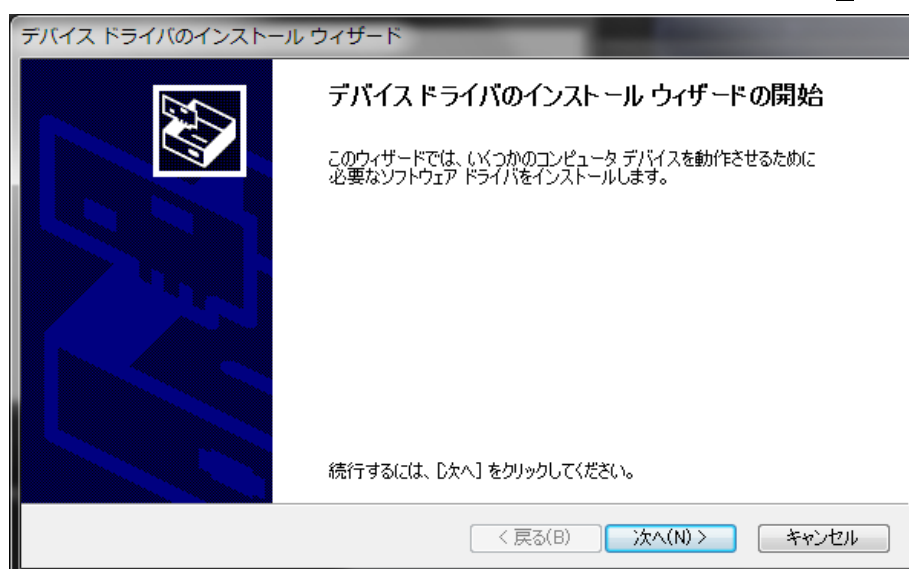 デバイス ドライバのインストール ウィザード
デバイス ドライバのインストール ウィザードの開始
このウィザードでは、いくつかのコンピュータ デバイスを動作させるために
必要なソフトウェア ドライバをインストールします。
続行するには、[次へ] をクリックしてください。
< 戻る(B) 次へ(N) > キャンセル